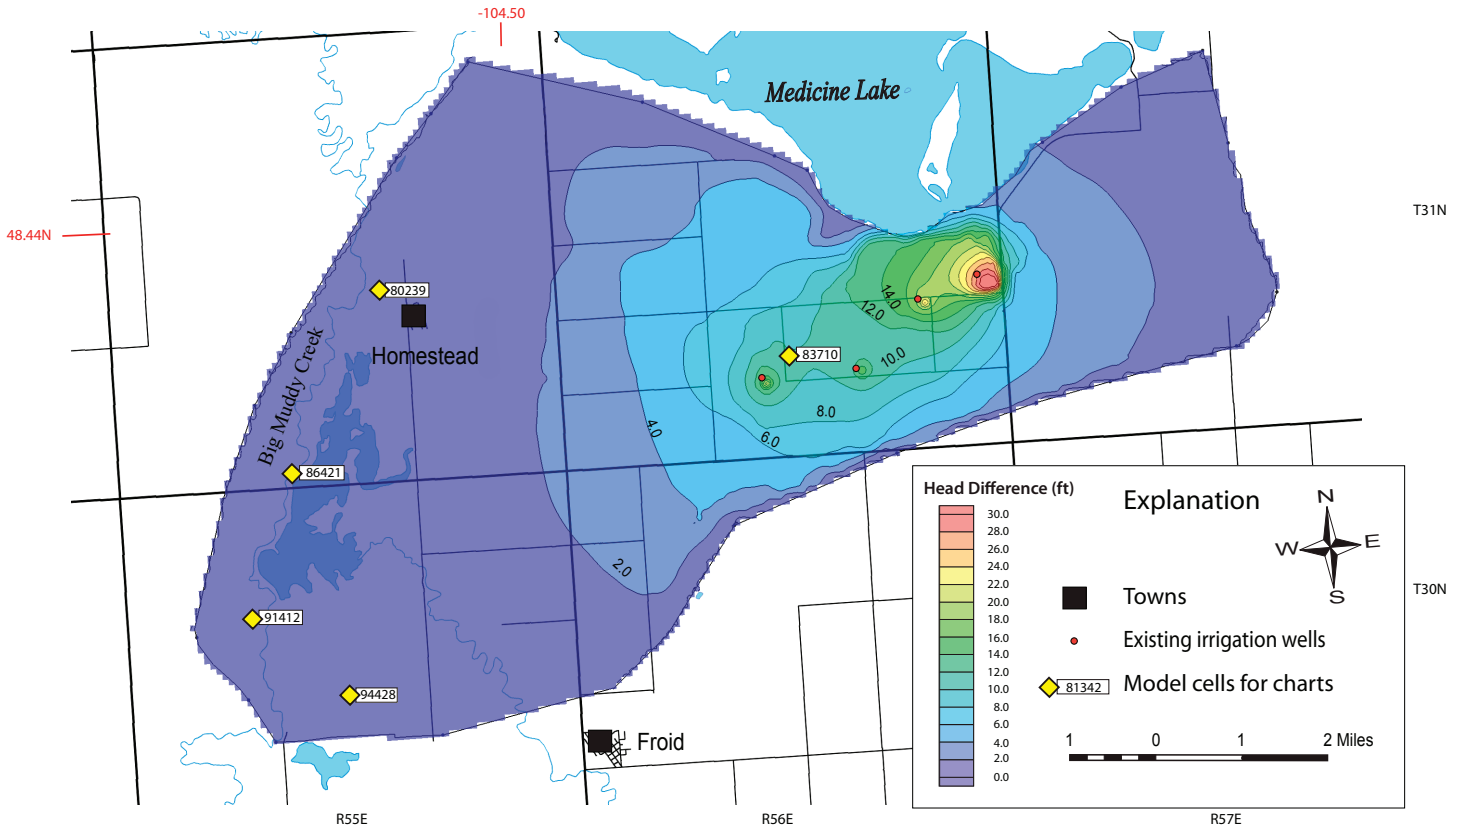 -104.50
Medicine Lake
T31N
48.44N
80239
Homestead
Big Muddy Creek
14.0
12.0
83710
10.0
8.0
6.0
4.0
86421
2.0
91412
94428
Froid
T30N
Head Difference (ft)
30.0
28.0
26.0
24.0
22.0
20.0
18.0
16.0
14.0
12.0
10.0
8.0
6.0
4.0
2.0
0.0
Explanation
N
W
E
S
Towns
Existing irrigation wells
81342
Model cells for charts
1 0 1 2 Miles
R55E
R56E
R57E